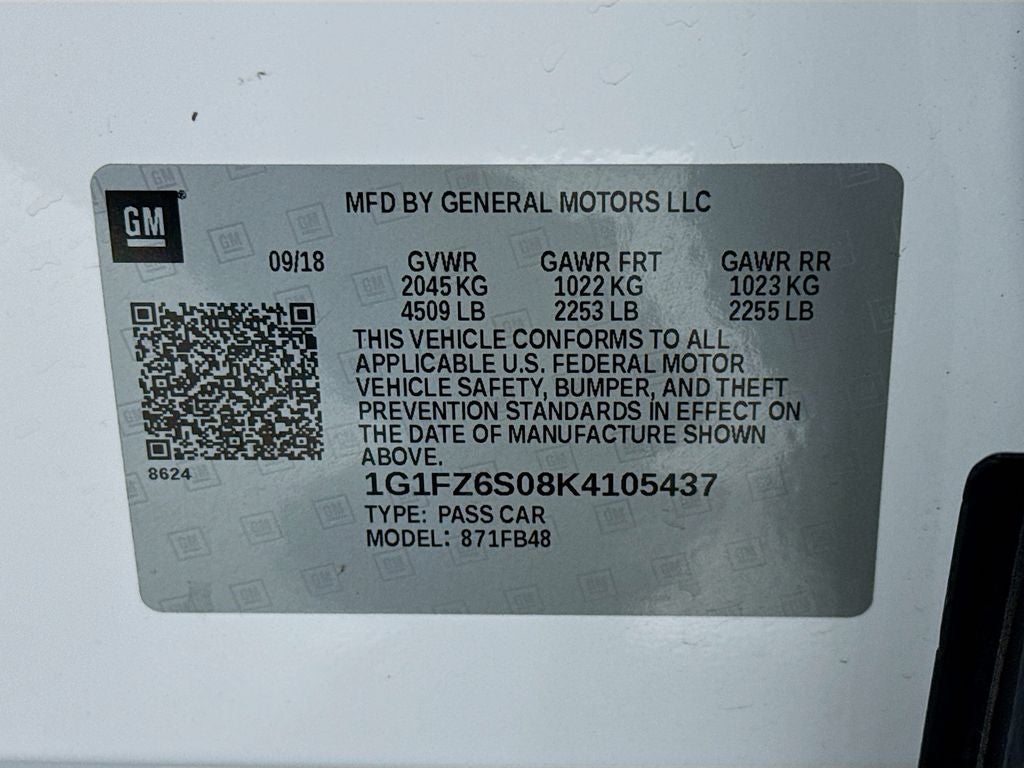 GM
MFD BY GENERAL MOTORS LLC
09/18 GVWR GAWR FRT GAWR RR
2045 KG 1022 KG 1023 KG
4509 LB 2253 LB 2255 LB
THIS VEHICLE CONFORMS TO ALL
APPLICABLE U.S. FEDERAL MOTOR
VEHICLE SAFETY, BUMPER, AND THEFT
PREVENTION STANDARDS IN EFFECT ON
THE DATE OF MANUFACTURE SHOWN
ABOVE.
8624
1G1FZ6S08K4105437
TYPE: PASS CAR
MODEL: 871FB48